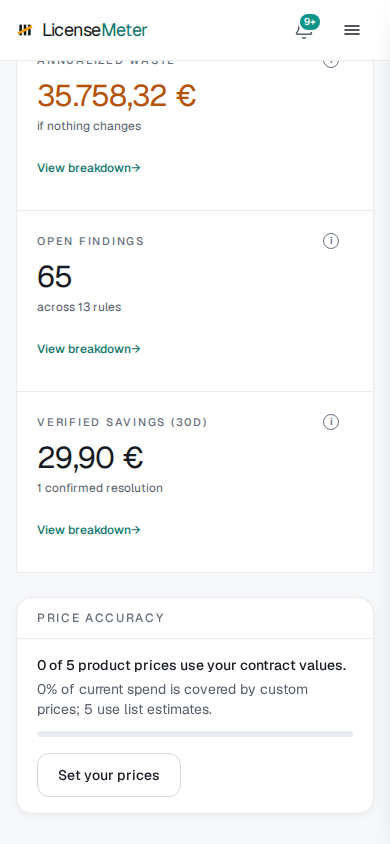 LicenseMeter
9+
ANNUALIZED WASTE
35.758,32 €
if nothing changes
View breakdown→
OPEN FINDINGS
65
across 13 rules
View breakdown→
VERIFIED SAVINGS (30D)
29,90 €
1 confirmed resolution
View breakdown→
PRICE ACCURACY
0 of 5 product prices use your contract values.
0% of current spend is covered by custom
prices; 5 use list estimates.
Set your prices